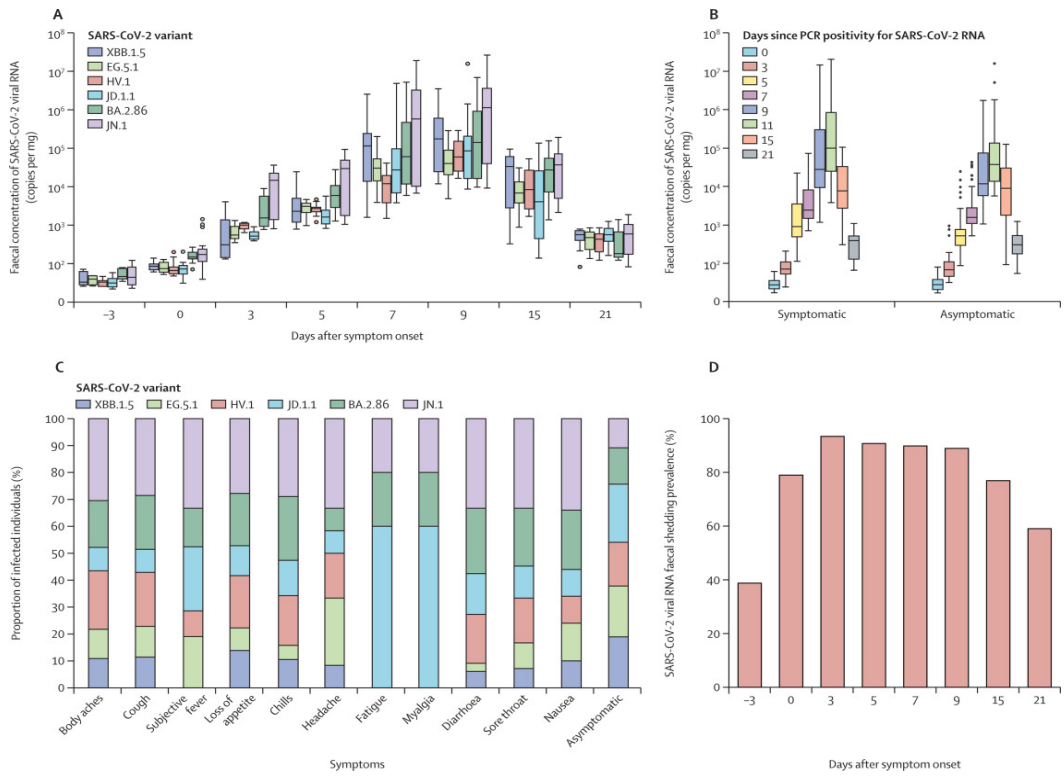 A
SARS-CoV-2 variant
XBB.1.5
EG.5.1
HV.1
JD.1.1
BA.2.86
JN.1
Faecal concentration of SARS-CoV-2 viral RNA
(copies per mg)
10⁸
10⁷
10⁶
10⁵
10⁴
10³
10²
0
−3 0 3 5 7 9 15 21
Days after symptom onset
B
Days since PCR positivity for SARS-CoV-2 RNA
0
3
5
7
9
11
15
21
Faecal concentration of SARS-CoV-2 viral RNA
(copies per mg)
10⁸
10⁷
10⁶
10⁵
10⁴
10³
10²
0
Symptomatic Asymptomatic
C
SARS-CoV-2 variant
XBB.1.5 EG.5.1 HV.1 JD.1.1 BA.2.86 JN.1
Proportion of infected individuals (%)
100
90
80
70
60
50
40
30
20
10
0
Body aches
Cough
Subjective
fever
Loss of
appetite
Chills
Headache
Fatigue
Myalgia
Diarrhoea
Sore throat
Nausea
Asymptomatic
Symptoms
D
SARS-CoV-2 viral RNA faecal shedding prevalence (%)
100
80
60
40
20
0
−3 0 3 5 7 9 15 21
Days after symptom onset